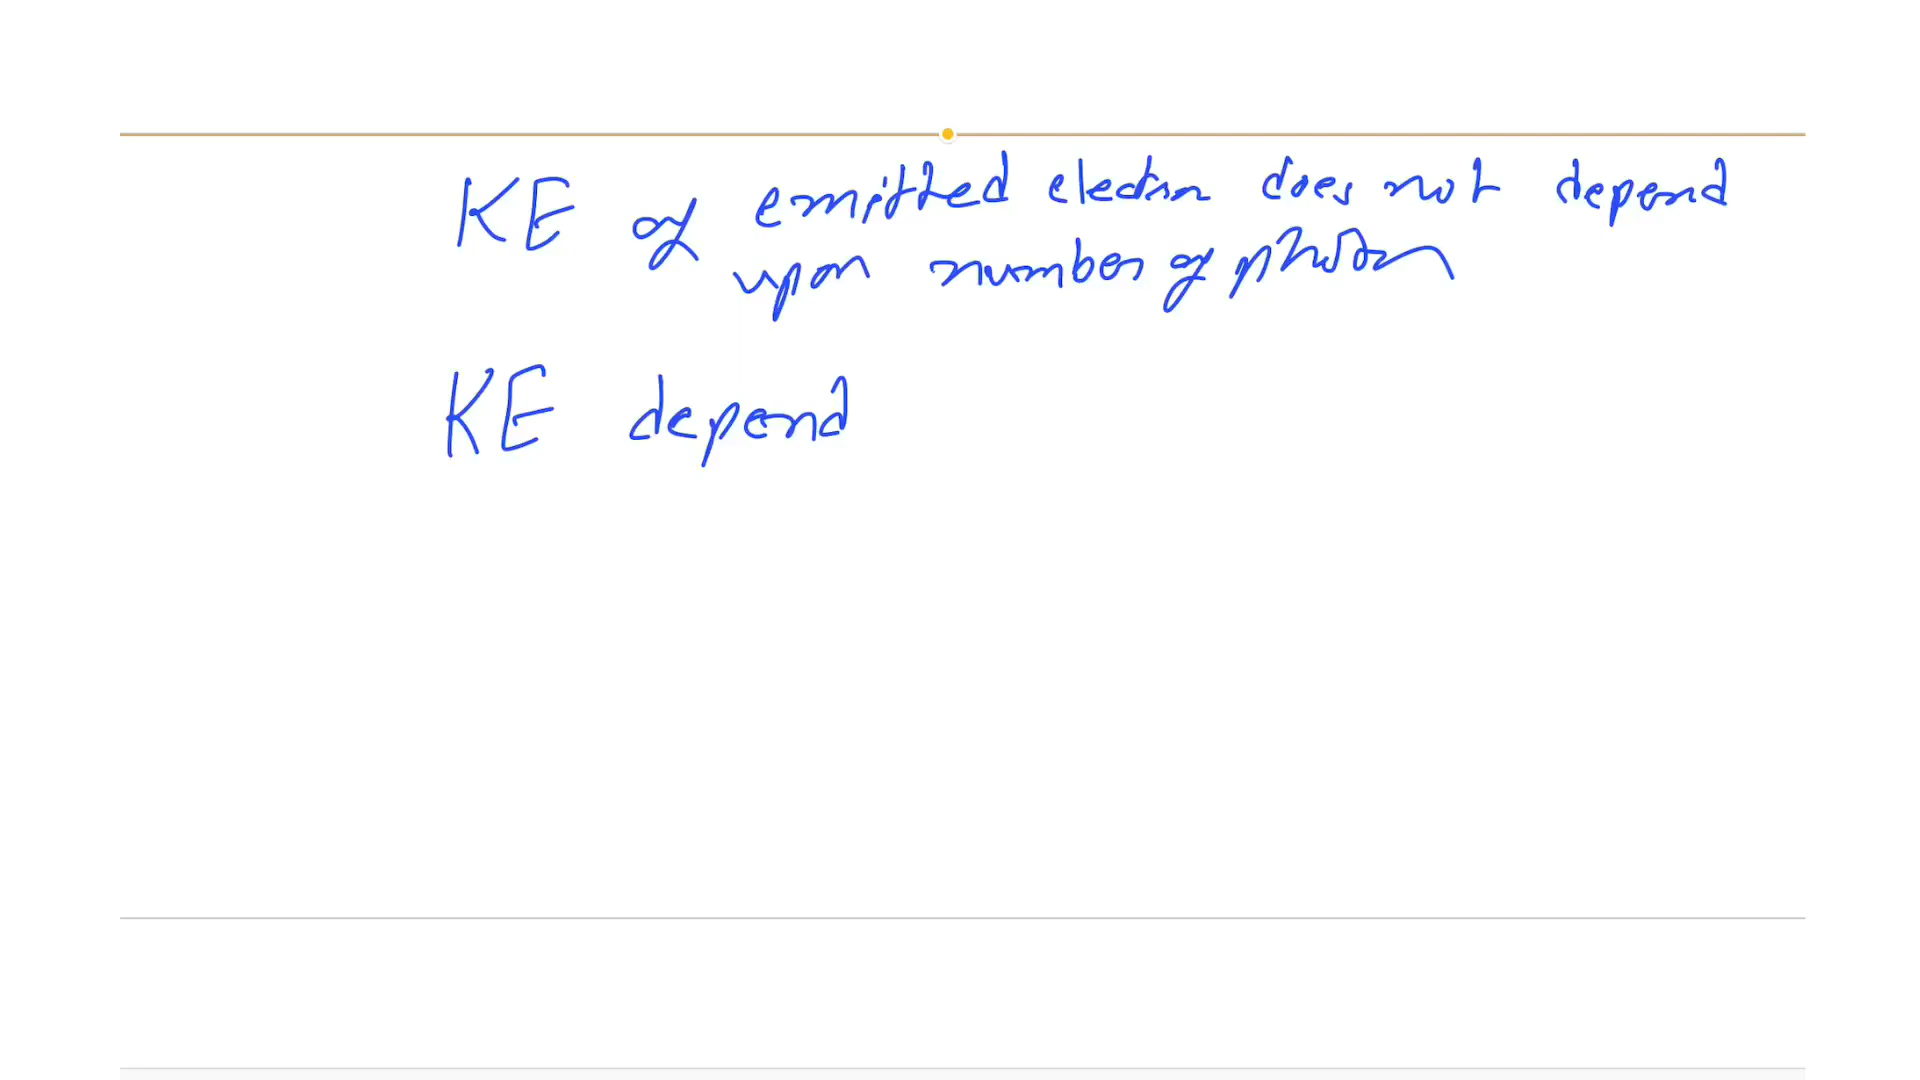 KE of emitted electron does not depend
upon number of photon
KE depend